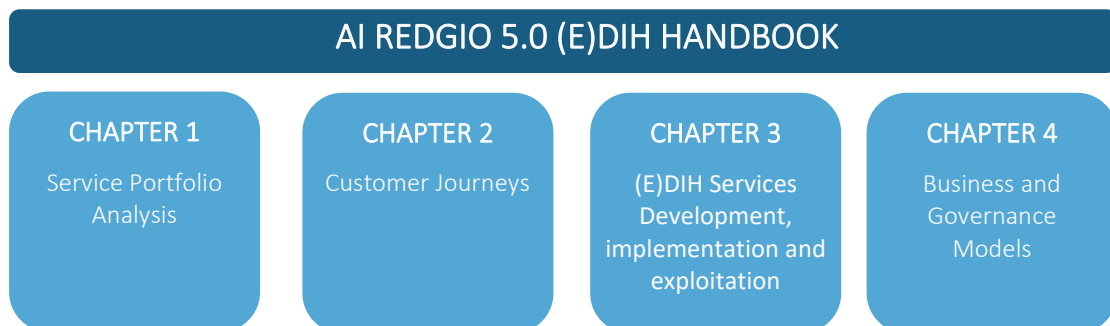 AI REDGIO 5.0 (E)DIH HANDBOOK
CHAPTER 1
Service Portfolio
Analysis
CHAPTER 2
Customer Journeys
CHAPTER 3
(E)DIH Services
Development,
implementation and
exploitation
CHAPTER 4
Business and
Governance
Models